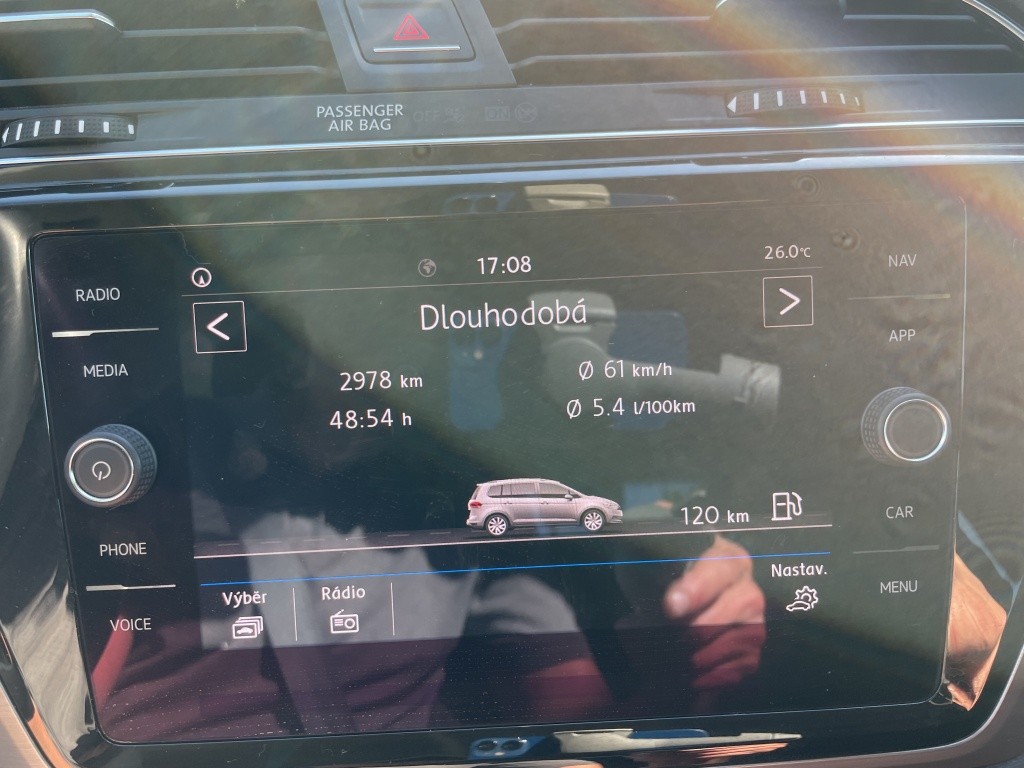 PASSENGER
AIR BAG
17:08
26.0°C
RADIO
NAV
Dlouhodobá
APP
MEDIA
2978 km
Ø 61 km/h
48:54 h
Ø 5.4 l/100km
120 km
CAR
PHONE
Výběr
Rádio
Nastav.
MENU
VOICE